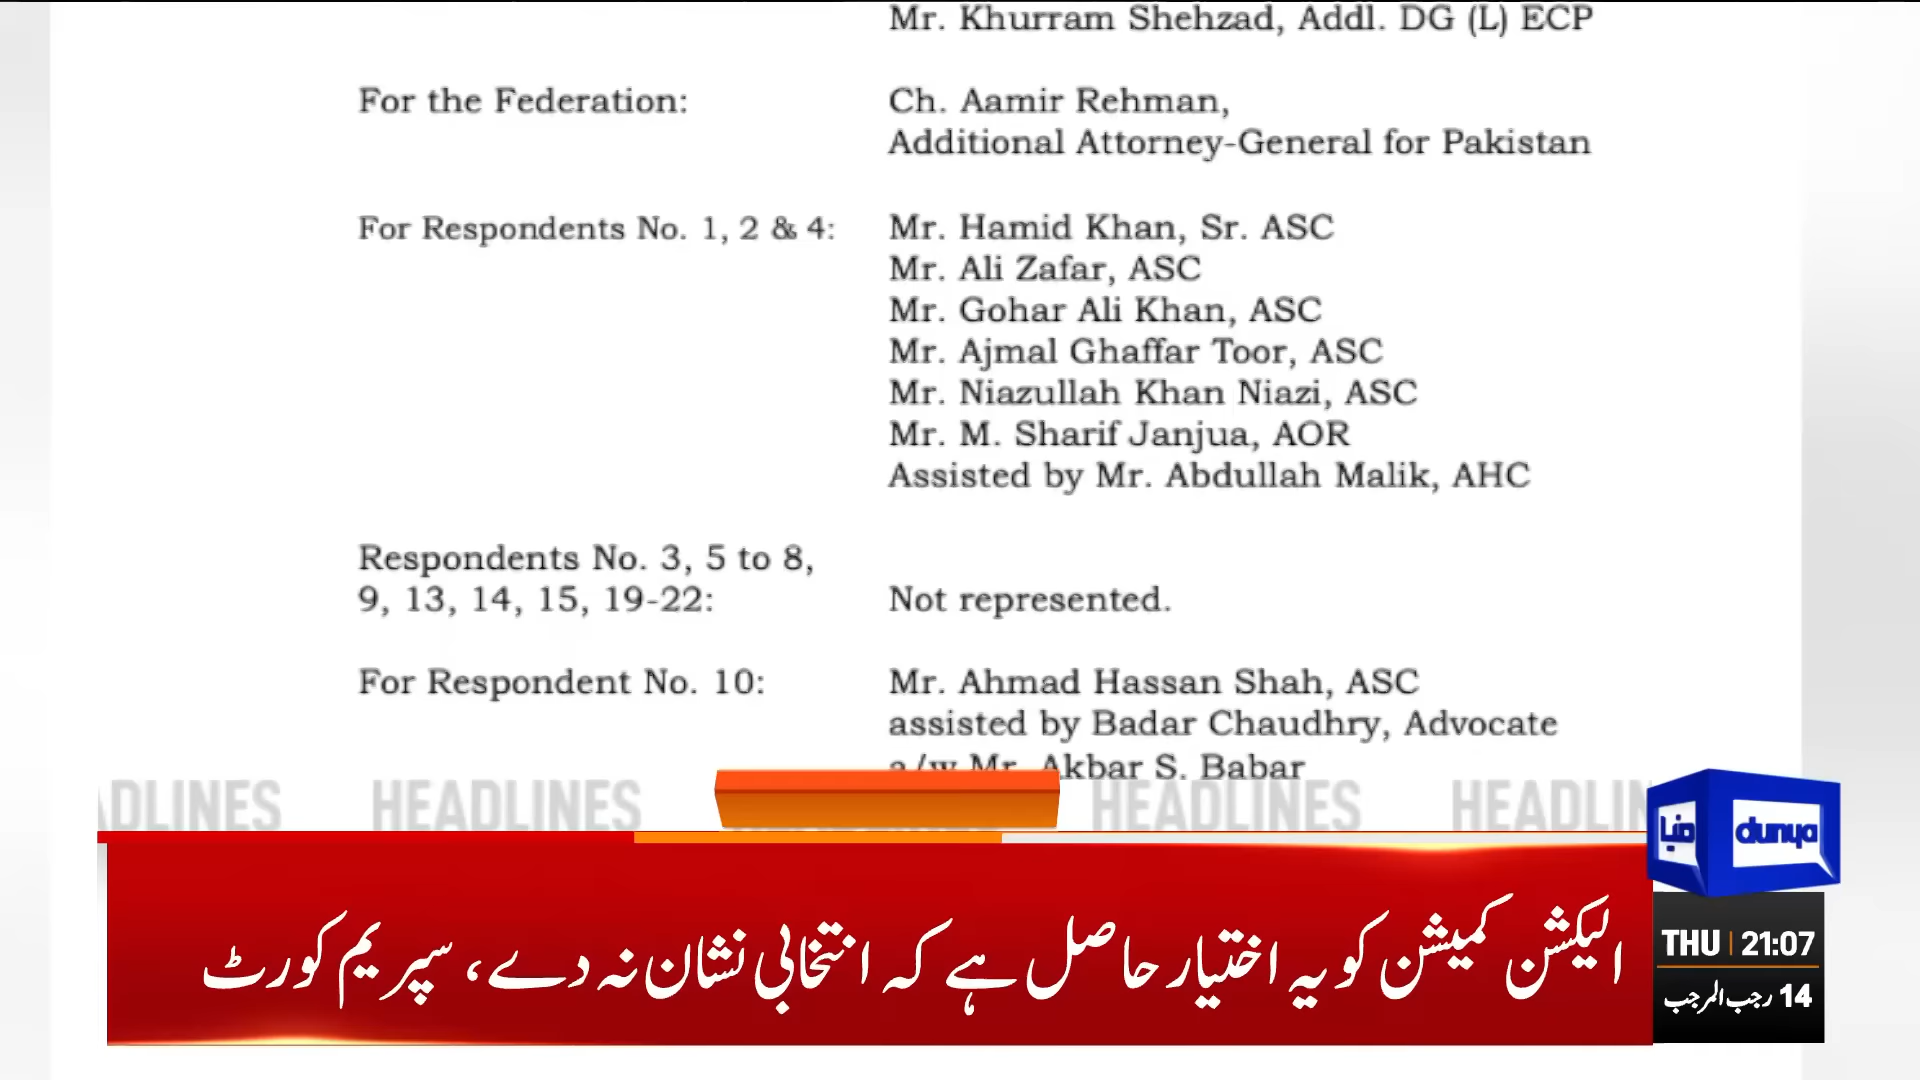 Mr. Khurram Shehzad, Addl. DG (L) ECP
For the Federation: Ch. Aamir Rehman,
Additional Attorney-General for Pakistan
For Respondents No. 1, 2 & 4: Mr. Hamid Khan, Sr. ASC
Mr. Ali Zafar, ASC
Mr. Gohar Ali Khan, ASC
Mr. Ajmal Ghaffar Toor, ASC
Mr. Niazullah Khan Niazi, ASC
Mr. M. Sharif Janjua, AOR
Assisted by Mr. Abdullah Malik, AHC
Respondents No. 3, 5 to 8,
9, 13, 14, 15, 19-22: Not represented.
For Respondent No. 10: Mr. Ahmad Hassan Shah, ASC
assisted by Badar Chaudhry, Advocate
a/w Mr. Akbar S. Babar
ADLINES HEADLINES HEADLINES HEADLIN
دنیا dunya
الیکشن کمیشن کو یہ اختیار حاصل ہے کہ انتخابی نشان نہ دے، سپریم کورٹ
THU 21:07
14 رجب المرجب